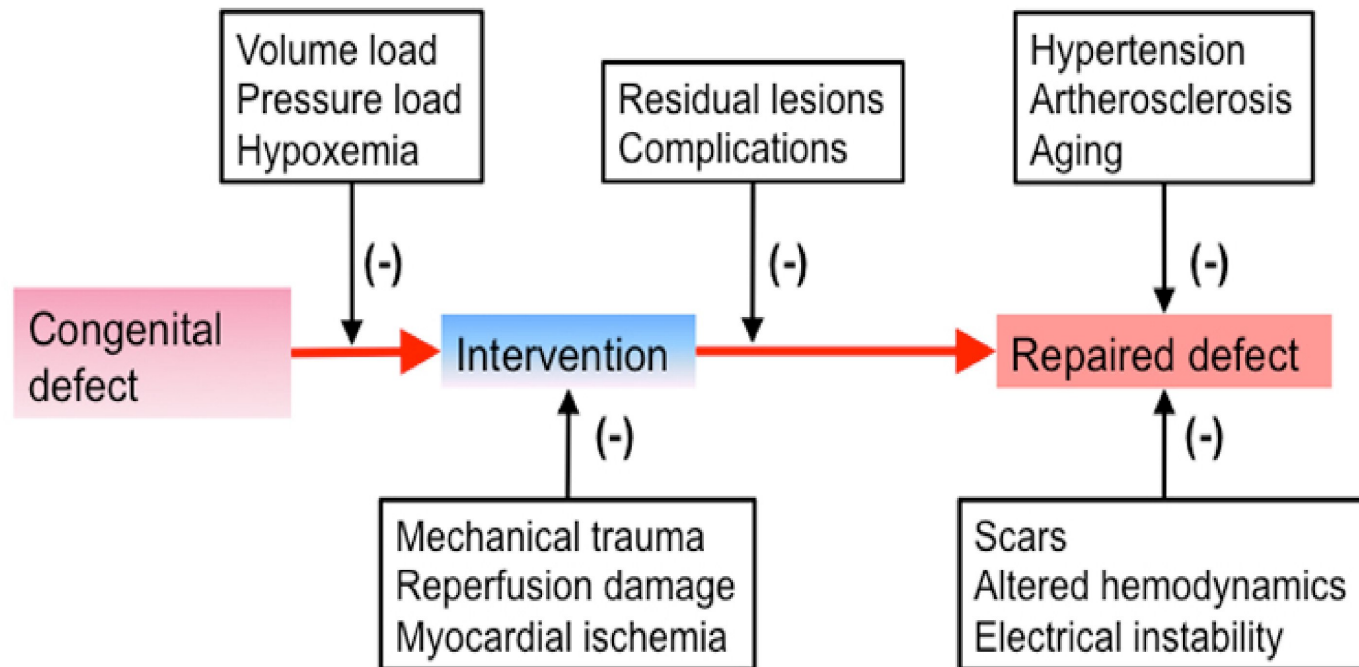 Volume load
Pressure load
Hypoxemia
Residual lesions
Complications
Hypertension
Artherosclerosis
Aging
(-)
(-)
(-)
Congenital
defect
Intervention
Repaired defect
(-)
(-)
Mechanical trauma
Reperfusion damage
Myocardial ischemia
Scars
Altered hemodynamics
Electrical instability